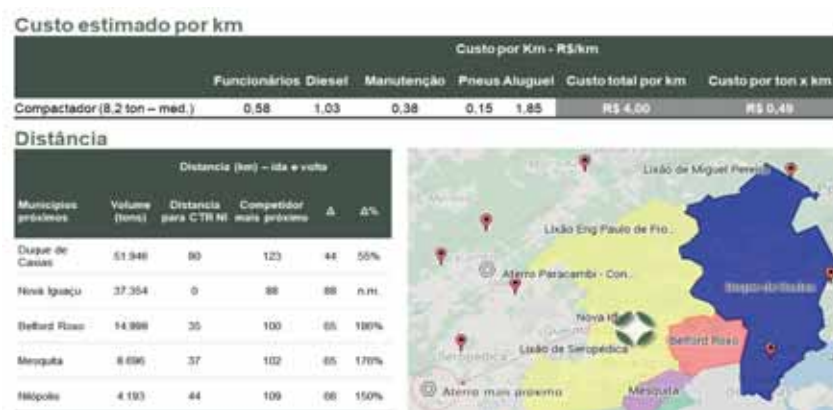 Custo estimado por km
Custo por Km - R$/km
Funcionários Diesel Manutenção Pneus Aluguel Custo total por km Custo por ton x km
Compactador (8,2 ton – med.) 0,58 1,03 0,38 0,15 1,85 R$ 4,00 R$ 0,49
Distância
Distancia (km) – ida e volta
Municípios próximos Volume (tons) Distancia para CTR NI Competidor mais próximo Δ Δ%
Duque de Caxias 51.946 80 123 44 55%
Nova Iguaçu 37.354 0 88 88 n.m.
Belford Roxo 14.998 35 100 65 186%
Mesquita 8.696 37 102 65 176%
Nilópolis 4.193 44 109 66 150%
Lixão de Miguel Pereira
Lixão Eng Paulo de Fro...
Aterro Paracambi - Con...
Duque de Caxias
Nova
Belford Roxo
Seropédica
Lixão de Seropédica
Aterro mais próximo
Mesquita